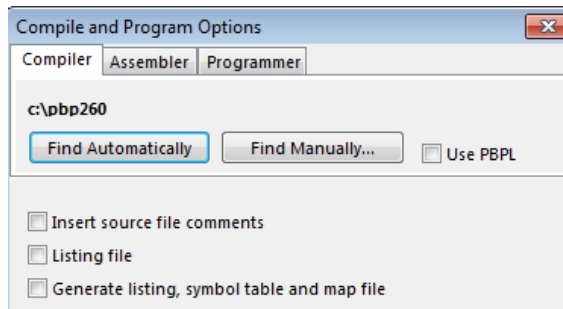 Compile and Program Options
Compiler Assembler Programmer
c:\pbp260
Find Automatically Find Manually... Use PBPL
Insert source file comments
Listing file
Generate listing, symbol table and map file